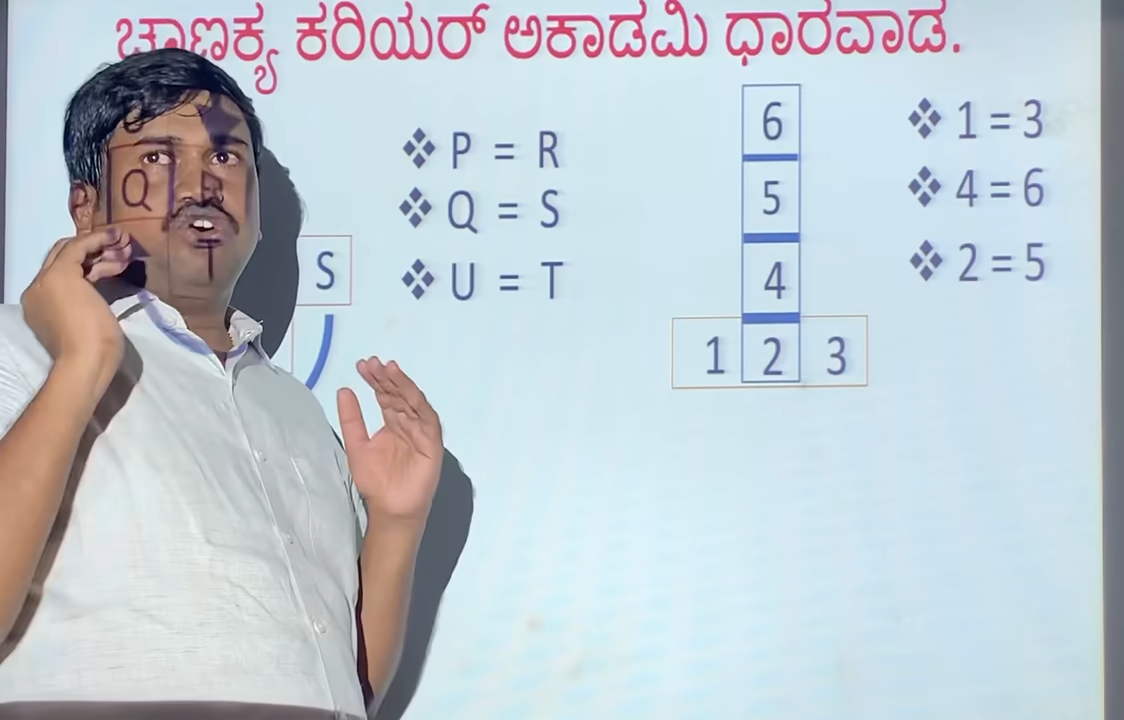 ಚಾಣಕ್ಯ ಕರಿಯರ್ ಅಕಾಡಮಿ ಧಾರವಾಡ.
Q
T
S
P = R
Q = S
U = T
6
5
4
1 2 3
1 = 3
4 = 6
2 = 5